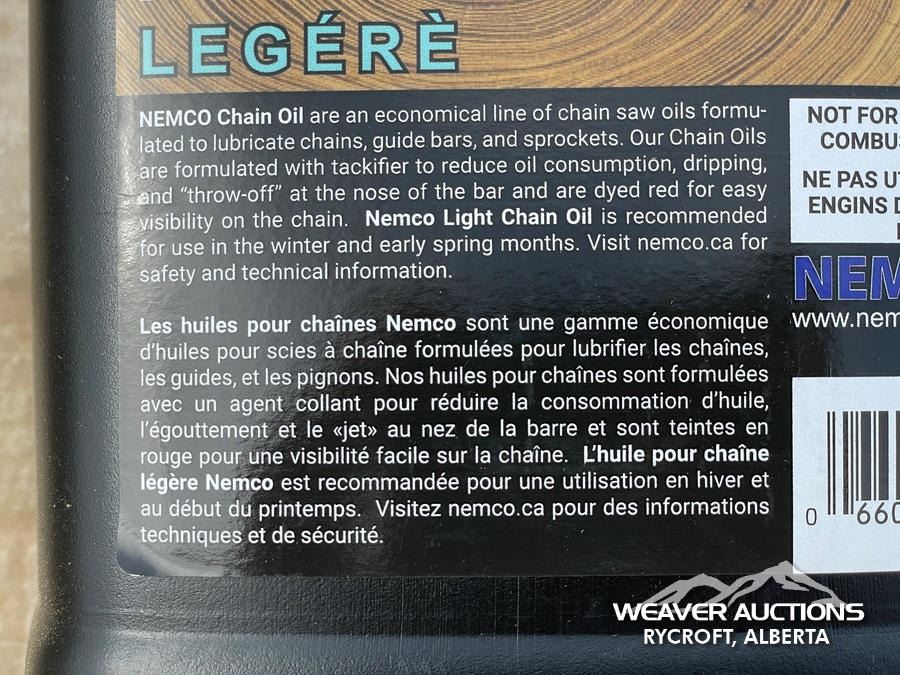 LEGÉRÈ
NEMCO Chain Oil are an economical line of chain saw oils formu-
lated to lubricate chains, guide bars, and sprockets. Our Chain Oils
are formulated with tackifier to reduce oil consumption, dripping,
and “throw-off” at the nose of the bar and are dyed red for easy
visibility on the chain. Nemco Light Chain Oil is recommended
for use in the winter and early spring months. Visit nemco.ca for
safety and technical information.
Les huiles pour chaînes Nemco sont une gamme économique
d’huiles pour scies à chaîne formulées pour lubrifier les chaînes,
les guides, et les pignons. Nos huiles pour chaînes sont formulées
avec un agent collant pour réduire la consommation d’huile,
l’égouttement et le «jet» au nez de la barre et sont teintes en
rouge pour une visibilité facile sur la chaîne. L’huile pour chaîne
légère Nemco est recommandée pour une utilisation en hiver et
au début du printemps. Visitez nemco.ca pour des informations
techniques et de sécurité.
NOT FOR
COMBUS
NE PAS UT
ENGINS D
NEM
www.nem
0 660
WEAVER AUCTIONS
RYCROFT, ALBERTA